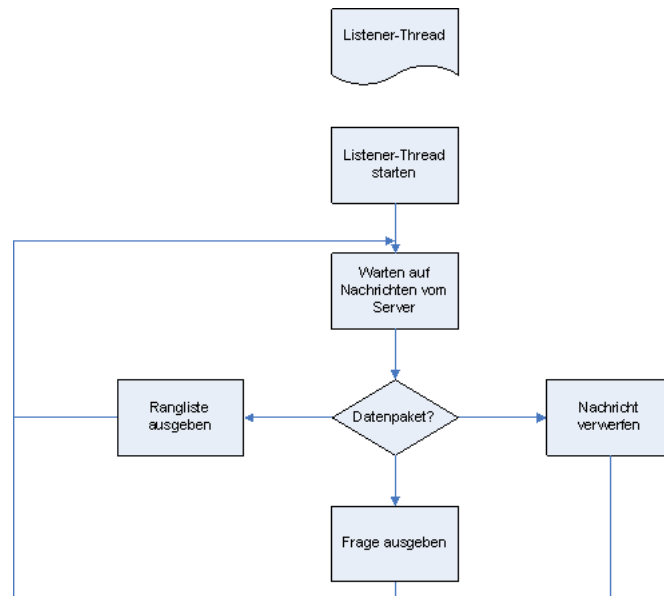 Listener-Thread
Listener-Thread
starten
Warten auf
Nachrichten vom
Server
Rangliste
ausgeben
Datenpaket?
Nachricht
verwerfen
Frage ausgeben